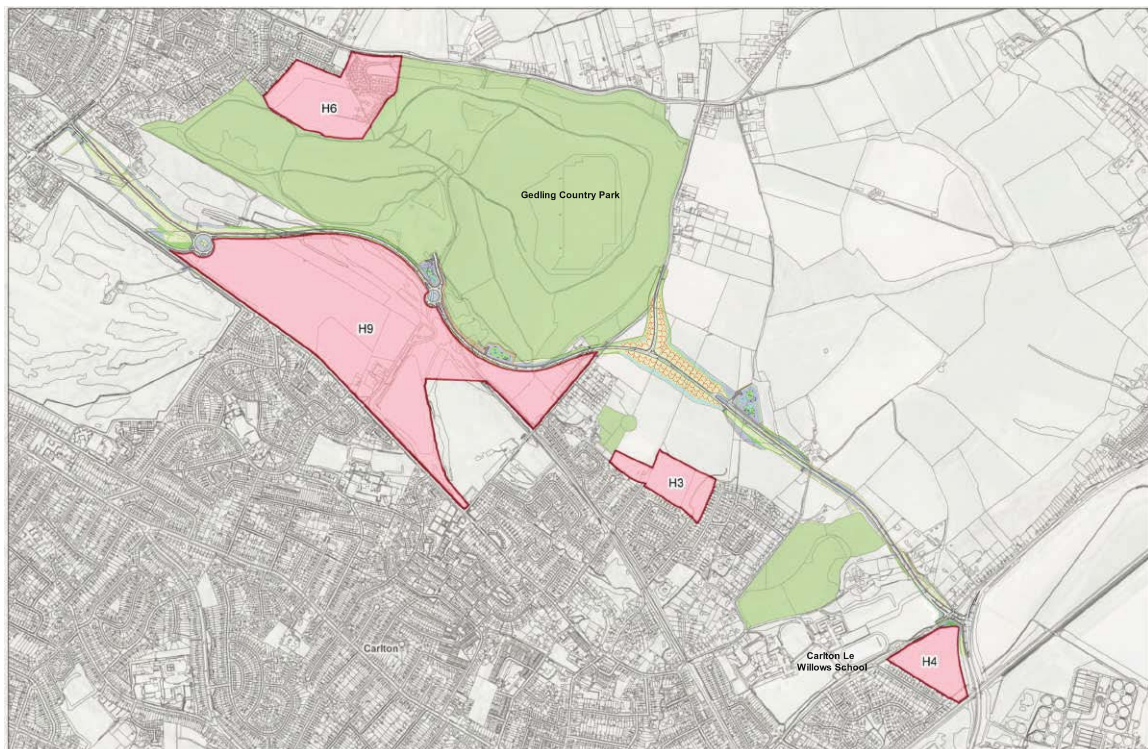 H6
Gedling Country Park
H9
H3
Carlton
Carlton Le
Willows School
H4